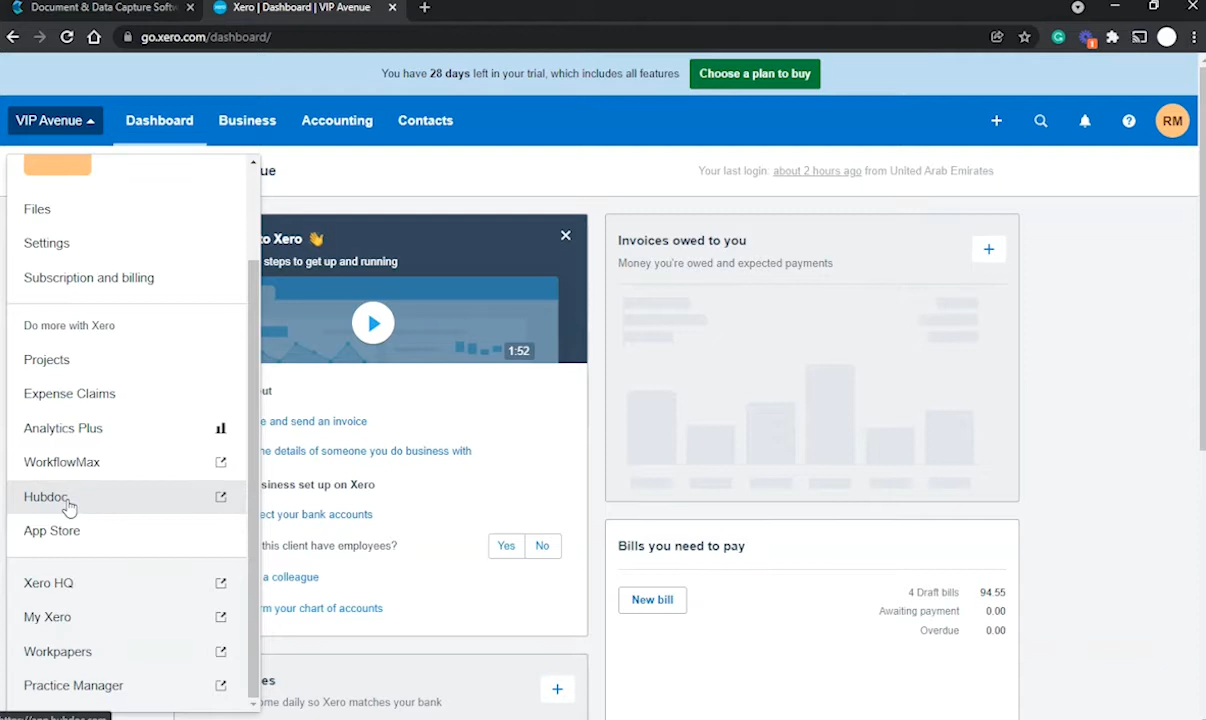 Document & Data Capture Softw
Xero | Dashboard | VIP Avenue
go.xero.com/dashboard/
1
You have 28 days left in your trial, which includes all features
Choose a plan to buy
VIP Avenue
Dashboard
Business
Accounting
Contacts
RM
ue
Your last login: about 2 hours ago from United Arab Emirates
Files
Settings
Subscription and billing
Do more with Xero
Projects
Expense Claims
Analytics Plus
WorkflowMax
Hubdoc
App Store
Xero HQ
My Xero
Workpapers
Practice Manager
to Xero 👋
steps to get up and running
1:52
out
e and send an invoice
he details of someone you do business with
siness set up on Xero
ect your bank accounts
this client have employees?
Yes
No
a colleague
rm your chart of accounts
es
ome daily so Xero matches your bank
Invoices owed to you
Money you're owed and expected payments
Bills you need to pay
New bill
4 Draft bills 94.55
Awaiting payment 0.00
Overdue 0.00